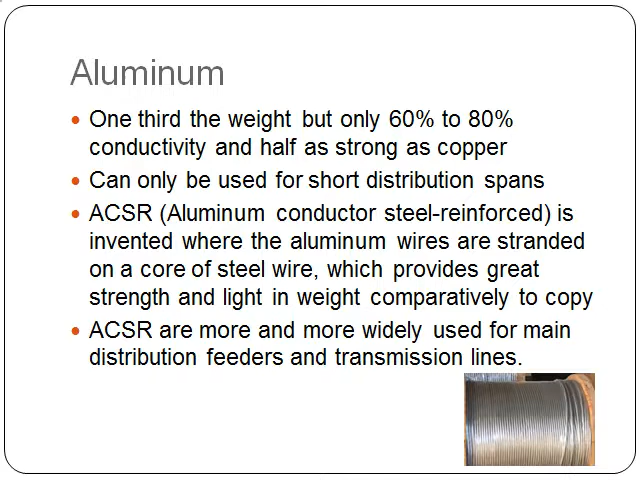 Aluminum
• One third the weight but only 60% to 80%
conductivity and half as strong as copper
• Can only be used for short distribution spans
• ACSR (Aluminum conductor steel-reinforced) is
invented where the aluminum wires are stranded
on a core of steel wire, which provides great
strength and light in weight comparatively to copy
• ACSR are more and more widely used for main
distribution feeders and transmission lines.